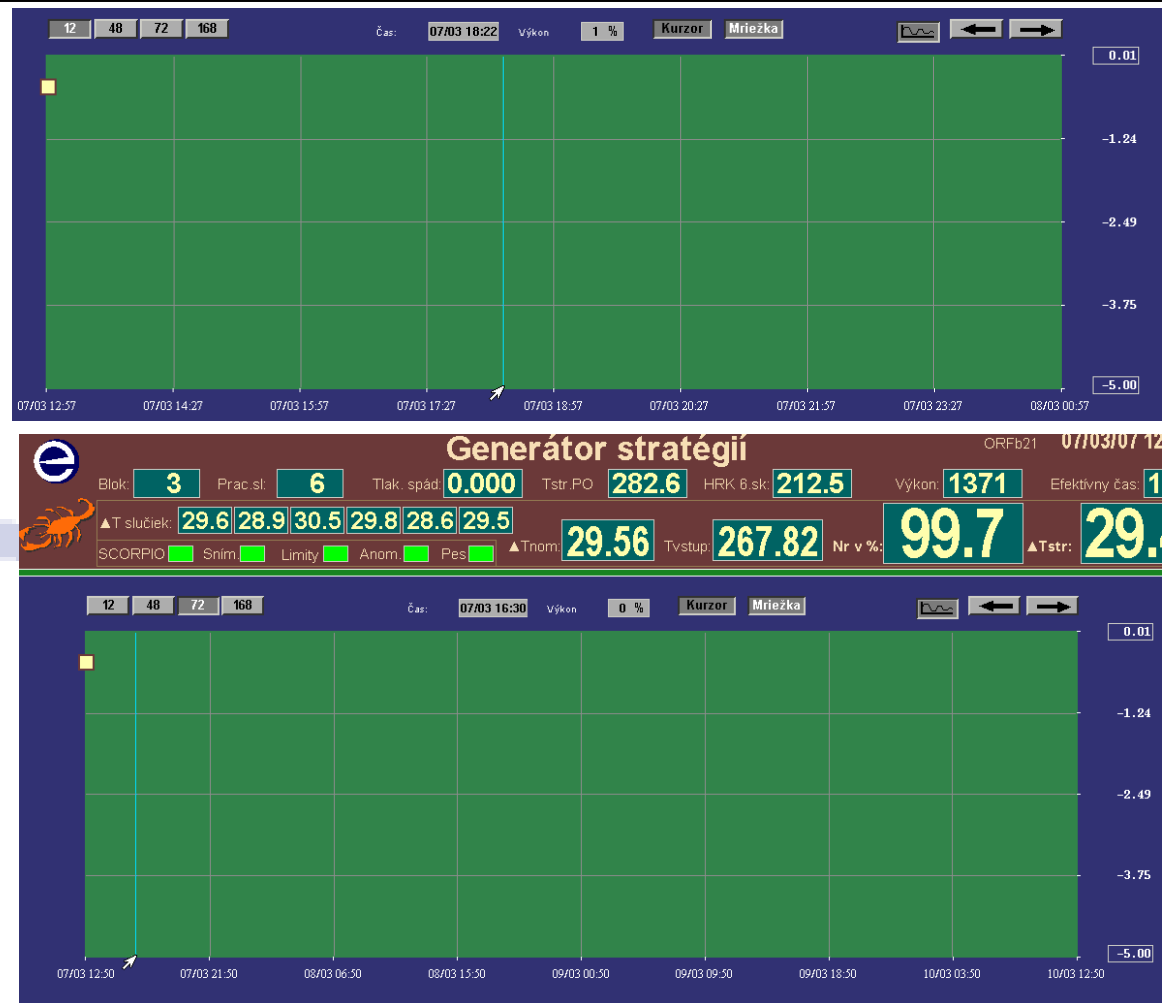 12 48 72 168 Čas: 07/03 18:22 Výkon 1 % Kurzor Mriežka
0.01
-1.24
-2.49
-3.75
-5.00
07/03 12:57 07/03 14:27 07/03 15:57 07/03 17:27 07/03 18:57 07/03 20:27 07/03 21:57 07/03 23:27 08/03 00:57
Generátor stratégií ORFb21 07/03/07 12
Blok: 3 Prac.sl: 6 Tlak. spád: 0.000 Tstr.PO 282.6 HRK 6.sk: 212.5 Výkon: 1371 Efektívny čas: 1
▲T slučiek: 29.6 28.9 30.5 29.8 28.6 29.5
SCORPIO Sním. Limity Anom. Pes ▲Tnom: 29.56 Tvstup: 267.82 Nr v %: 99.7 ▲Tstr: 29.
12 48 72 168 Čas: 07/03 16:30 Výkon 0 % Kurzor Mriežka
0.01
-1.24
-2.49
-3.75
-5.00
07/03 12:50 07/03 21:50 08/03 06:50 08/03 15:50 09/03 00:50 09/03 09:50 09/03 18:50 10/03 03:50 10/03 12:50